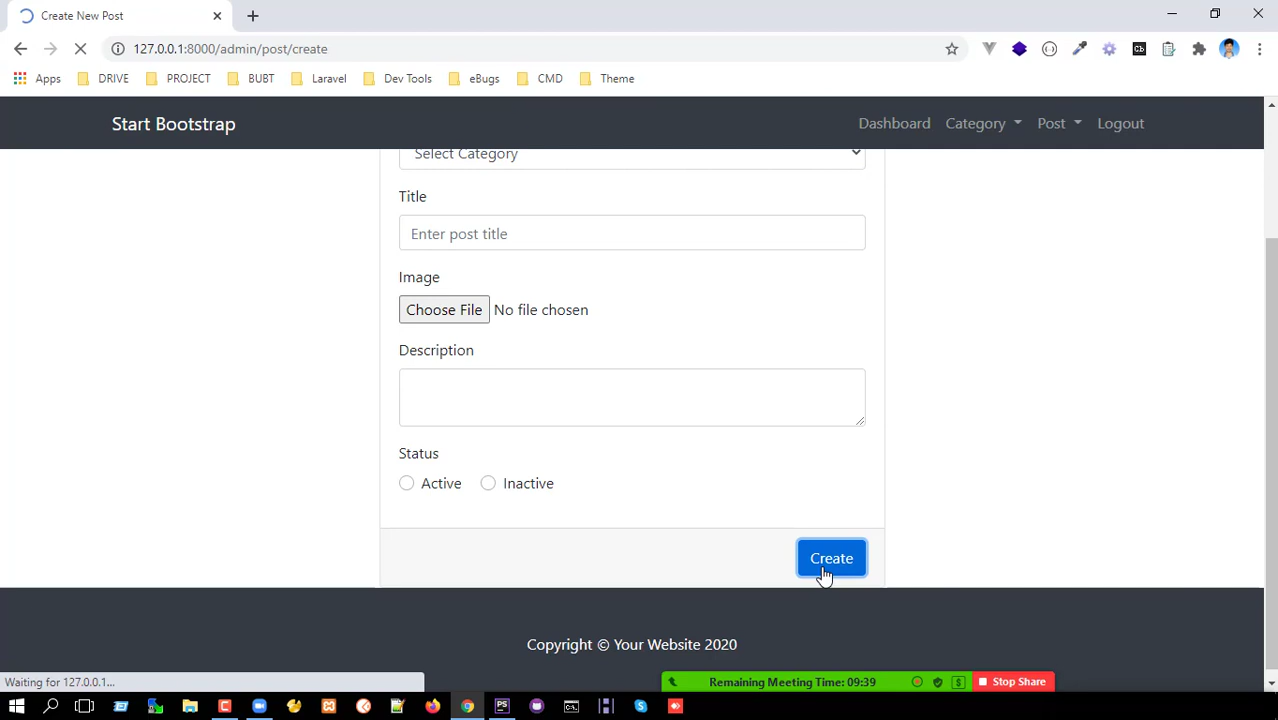 Create New Post
127.0.0.1:8000/admin/post/create
Apps DRIVE PROJECT BUBT Laravel Dev Tools eBugs CMD Theme
Start Bootstrap Dashboard Category Post Logout
Select Category
Title
Enter post title
Image
Choose File No file chosen
Description
Status
Active Inactive
Create
Copyright © Your Website 2020
Waiting for 127.0.0.1...
Remaining Meeting Time: 09:39 Stop Share